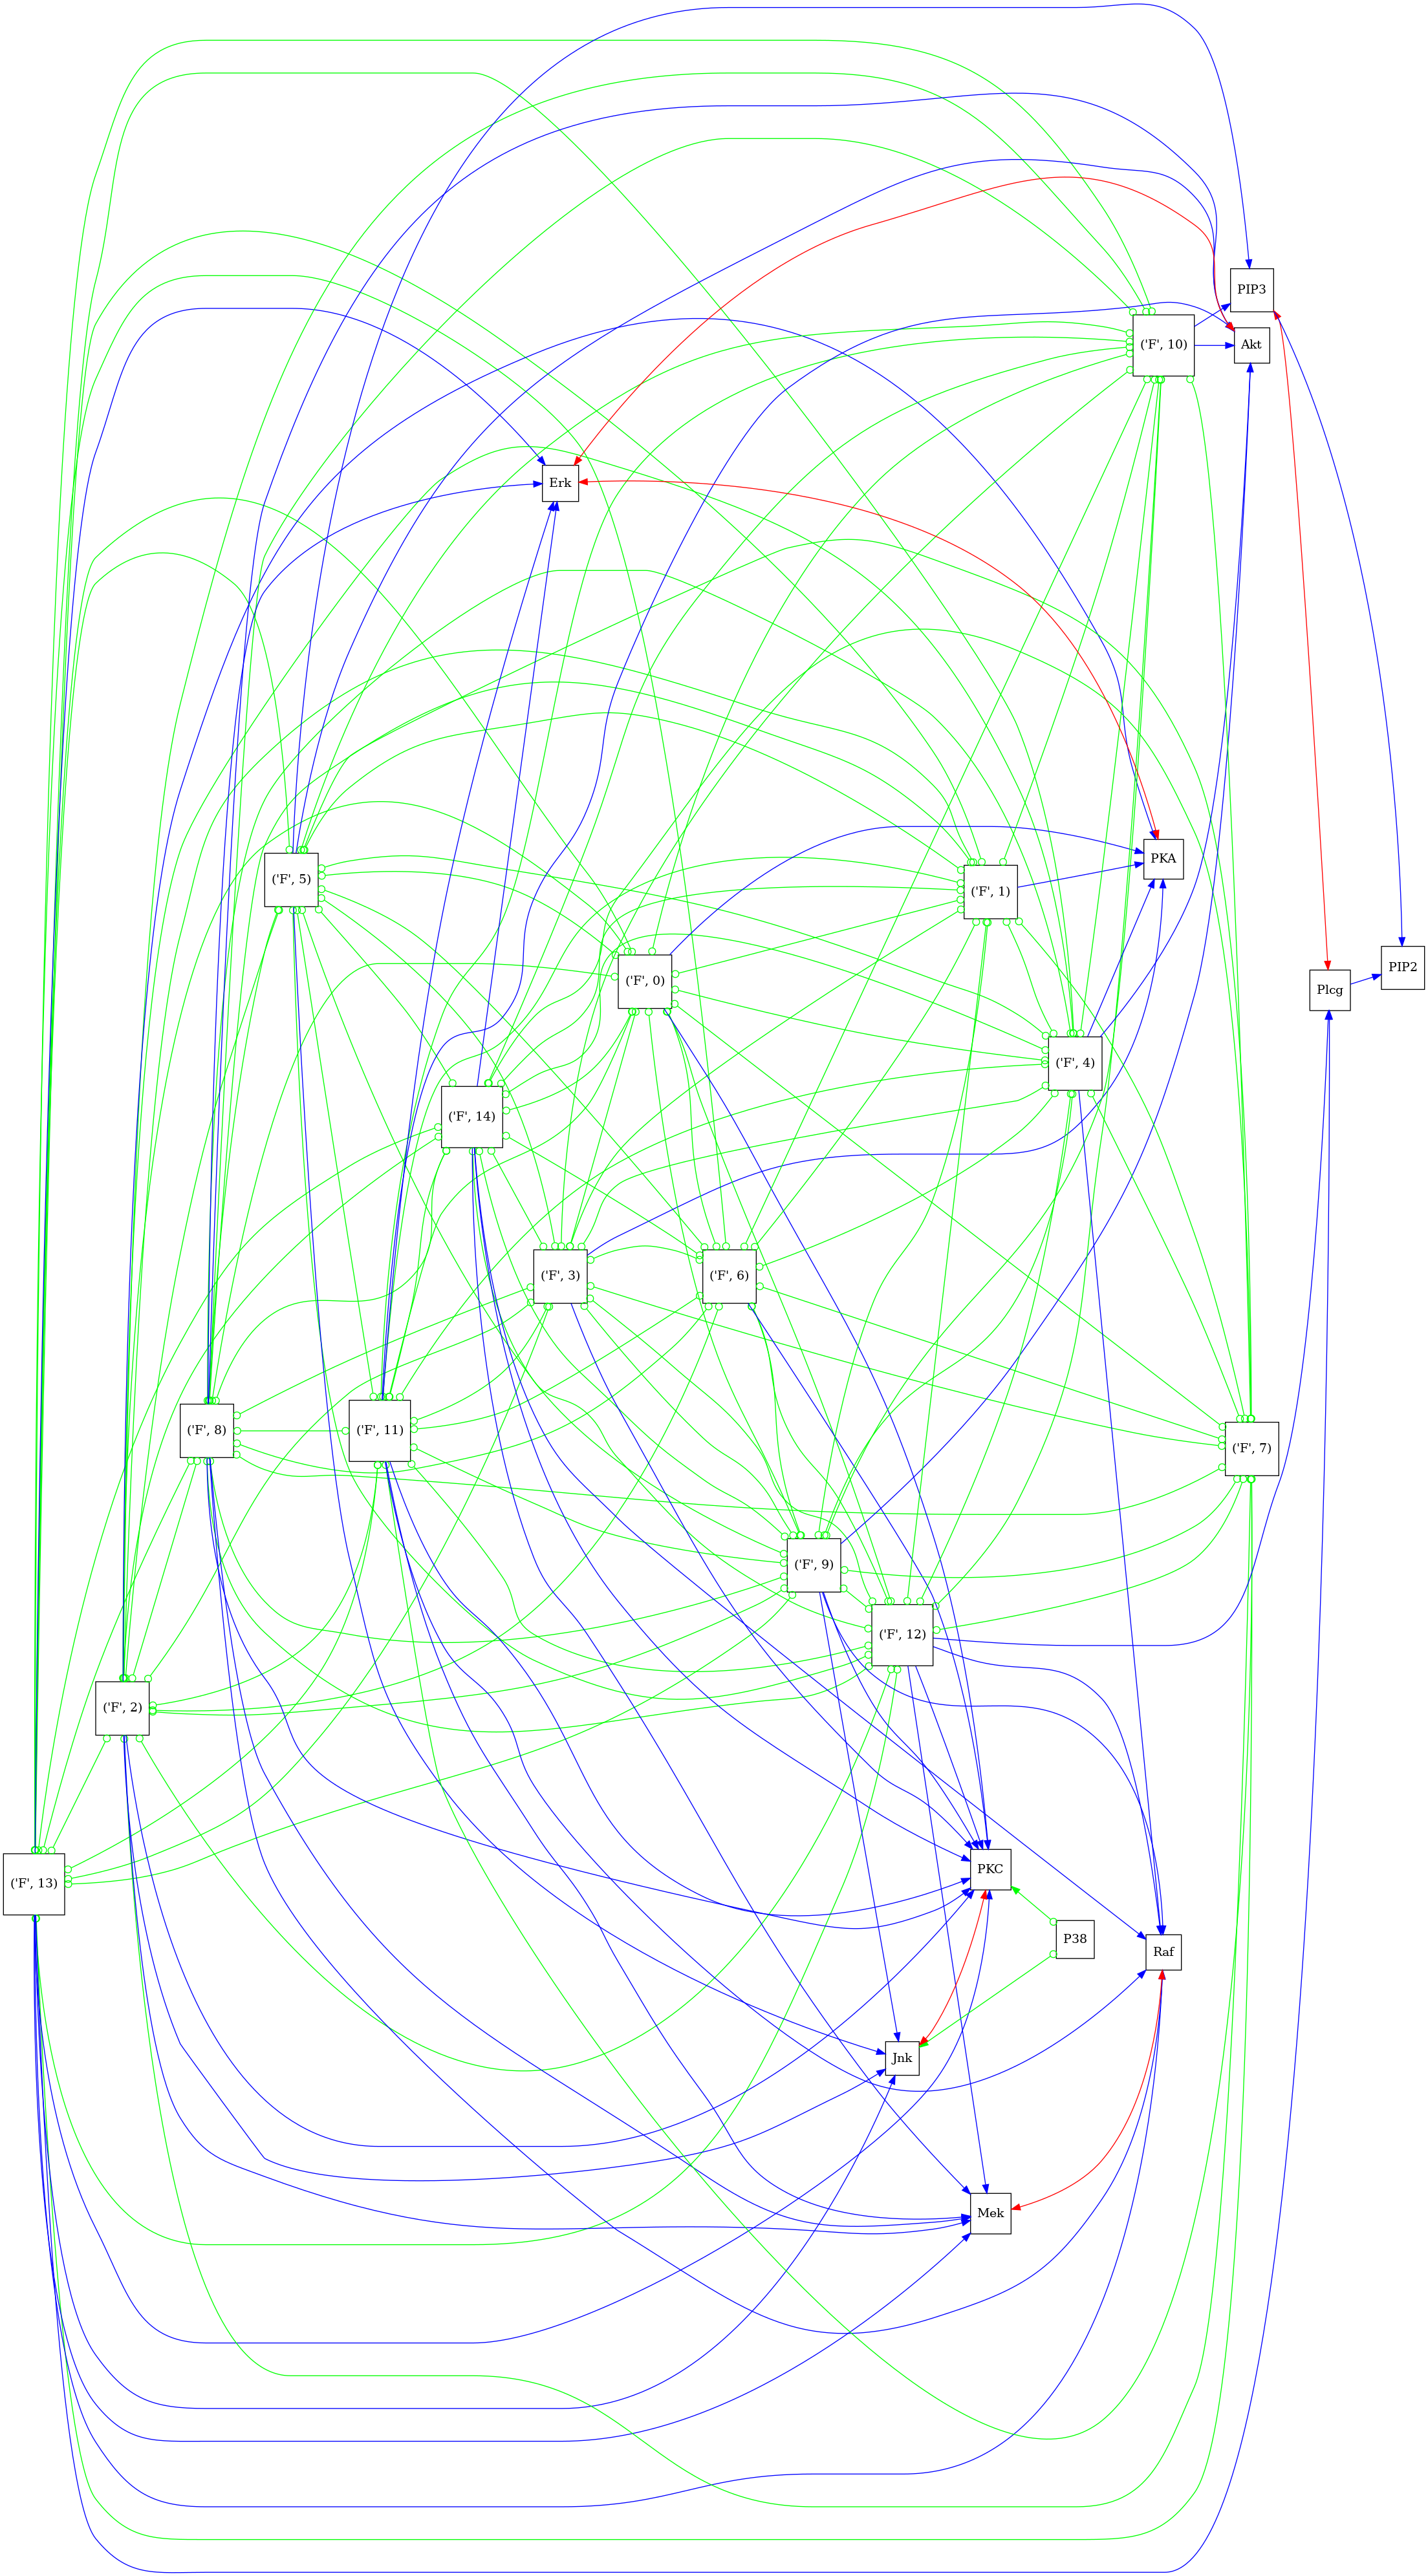 PIP3
('F', 10)
Akt
Erk
PKA
('F', 5)
('F', 1)
('F', 0)
PIP2
Plcg
('F', 4)
('F', 14)
('F', 3)
('F', 6)
('F', 8)
('F', 11)
('F', 7)
('F', 9)
('F', 12)
('F', 2)
PKC
('F', 13)
P38
Raf
Jnk
Mek